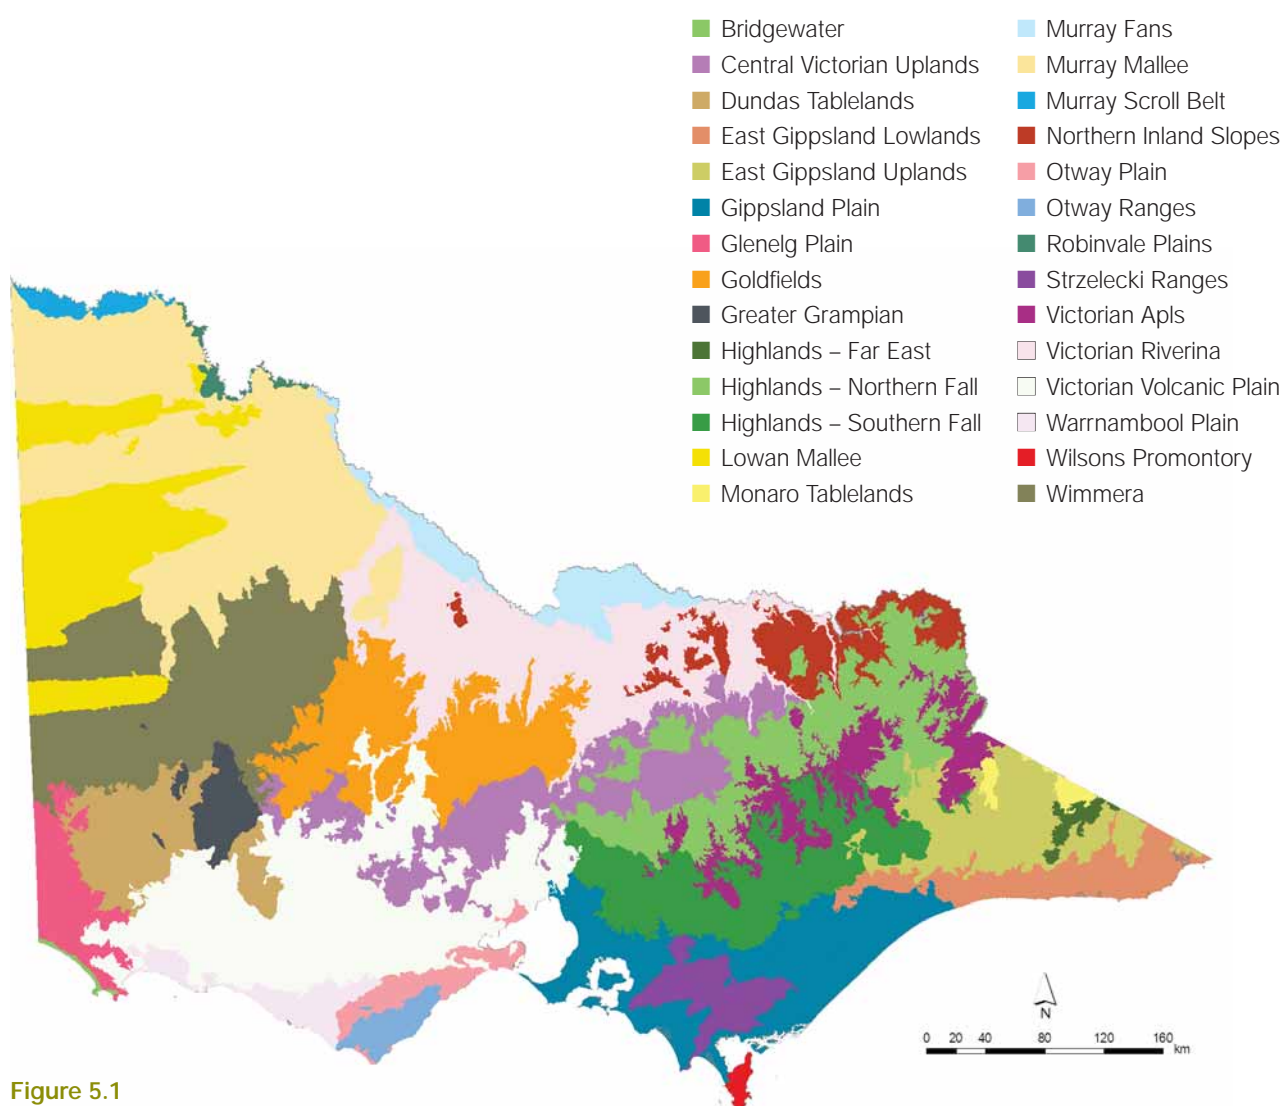 Bridgewater
Central Victorian Uplands
Dundas Tablelands
East Gippsland Lowlands
East Gippsland Uplands
Gippsland Plain
Glenelg Plain
Goldfields
Greater Grampian
Highlands – Far East
Highlands – Northern Fall
Highlands – Southern Fall
Lowan Mallee
Monaro Tablelands
Murray Fans
Murray Mallee
Murray Scroll Belt
Northern Inland Slopes
Otway Plain
Otway Ranges
Robinvale Plains
Strzelecki Ranges
Victorian Apls
Victorian Riverina
Victorian Volcanic Plain
Warrnambool Plain
Wilsons Promontory
Wimmera
N
0 20 40 80 120 160
km
Figure 5.1